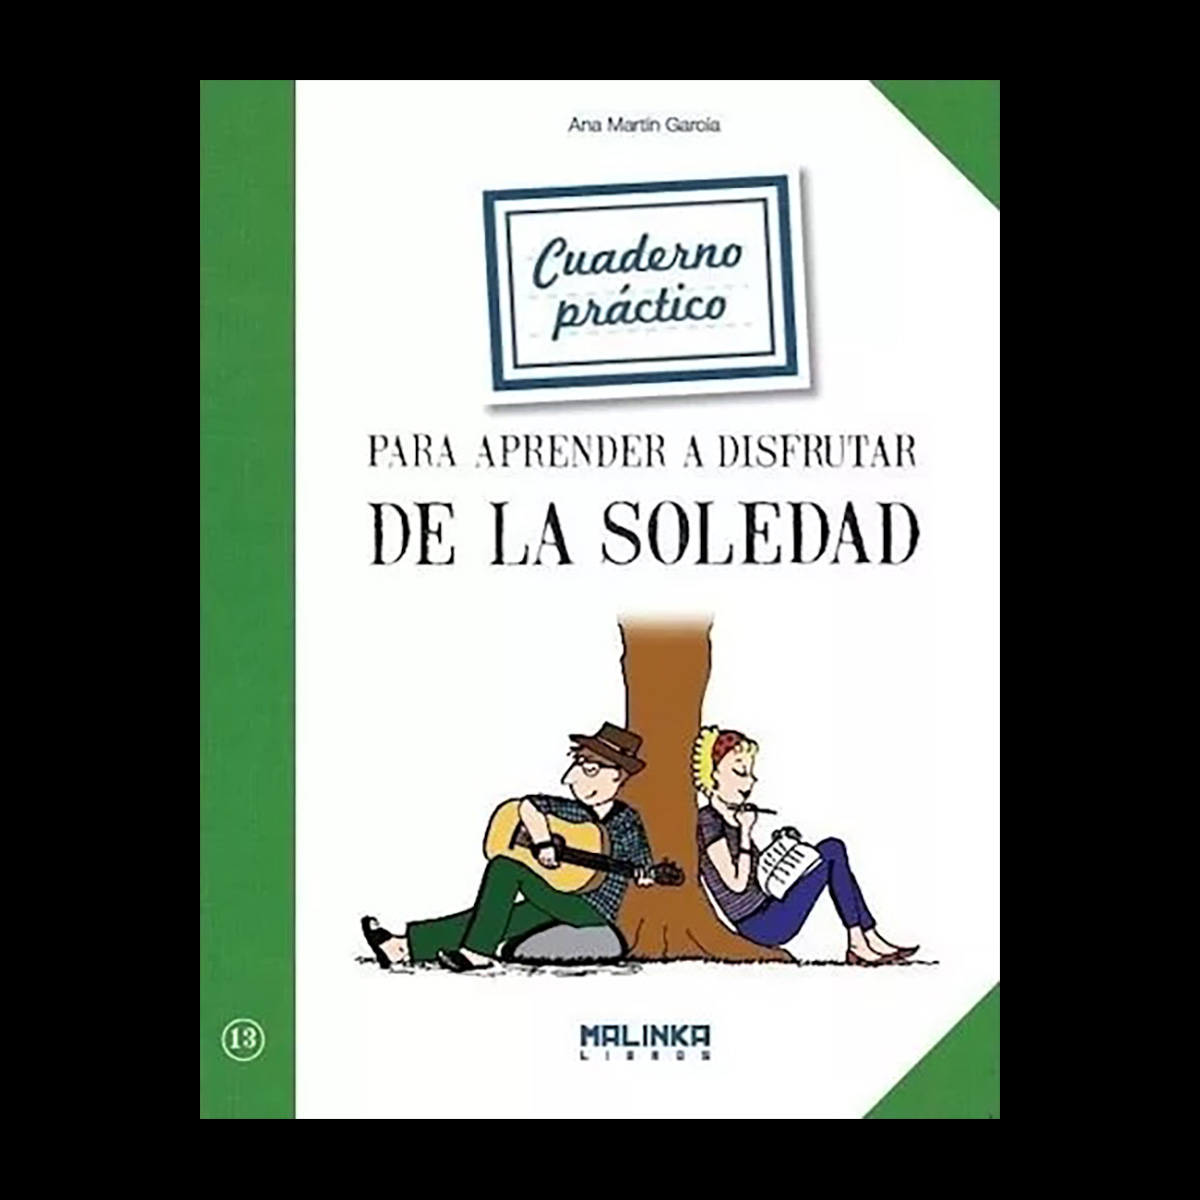 Ana Martín García
Cuaderno
práctico
PARA APRENDER A DISFRUTAR
DE LA SOLEDAD
13
MALINKA
LIBROS